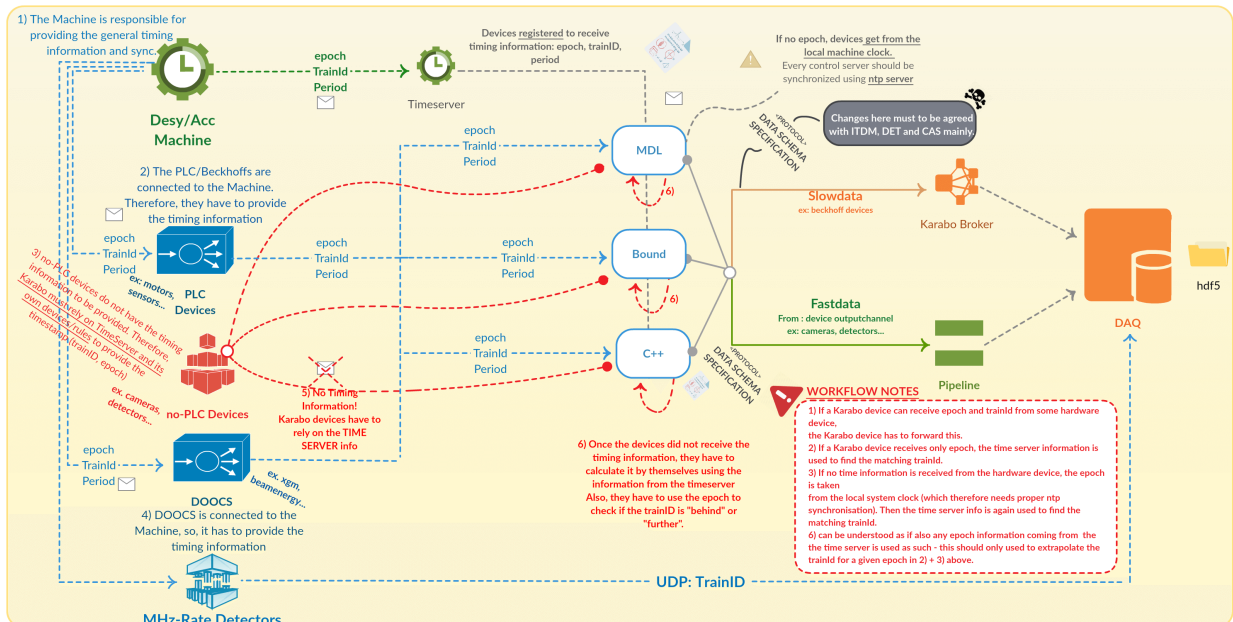 1) The Machine is responsible for
providing the general timing
information and sync.
Desy/Acc
Machine
epoch
TrainId
Period
Timeserver
Devices registered to receive
timing information: epoch, trainID,
period
If no epoch, devices get from the
local machine clock.
Every control server should be
synchronized using ntp server
<PROTOCOL>
DATA SCHEMA
SPECIFICATION
Changes here must to be agreed
with ITDM, DET and CAS mainly.
2) The PLC/Beckhoffs are
connected to the Machine.
Therefore, they have to provide
the timing information
epoch
TrainId
Period
ex: motors,
sensors...
PLC
Devices
epoch
TrainId
Period
epoch
TrainId
Period
epoch
TrainId
Period
epoch
TrainId
Period
MDL
6)
Bound
6)
C++
Slowdata
ex: beckhoff devices
Karabo Broker
Fastdata
From : device outputchannel
ex: cameras, detectors...
Pipeline
DAQ
hdf5
<PROTOCOL>
DATA SCHEMA
SPECIFICATION
3) no-PLC devices do not have the timing
information to be provided. Therefore,
Karabo must rely on TimeServer and its
own devices/rules to provide the
timestamp (trainID, epoch)
ex. cameras,
detectors...
no-PLC Devices
5) No Timing
Information!
Karabo devices have to
rely on the TIME
SERVER info
epoch
TrainId
Period
DOOCS
ex. xgm,
beamenergy...
4) DOOCS is connected to the
Machine, so, it has to provide the
timing information
6) Once the devices did not receive the
timing information, they have to
calculate it by themselves using the
information from the timeserver
Also, they have to use the epoch to
check if the trainID is "behind" or
"further".
WORKFLOW NOTES
1) If a Karabo device can receive epoch and trainId from some hardware
device,
the Karabo device has to forward this.
2) If a Karabo device receives only epoch, the time server information is
used to find the matching trainId.
3) If no time information is received from the hardware device, the epoch
is taken
from the local system clock (which therefore needs proper ntp
synchronisation). Then the time server info is again used to find the
matching trainId.
6) can be understood as if also any epoch information coming from the
the time server is used as such - this should only used to extrapolate the
trainId for a given epoch in 2) + 3) above.
UDP: TrainID
MHz-Rate Detectors